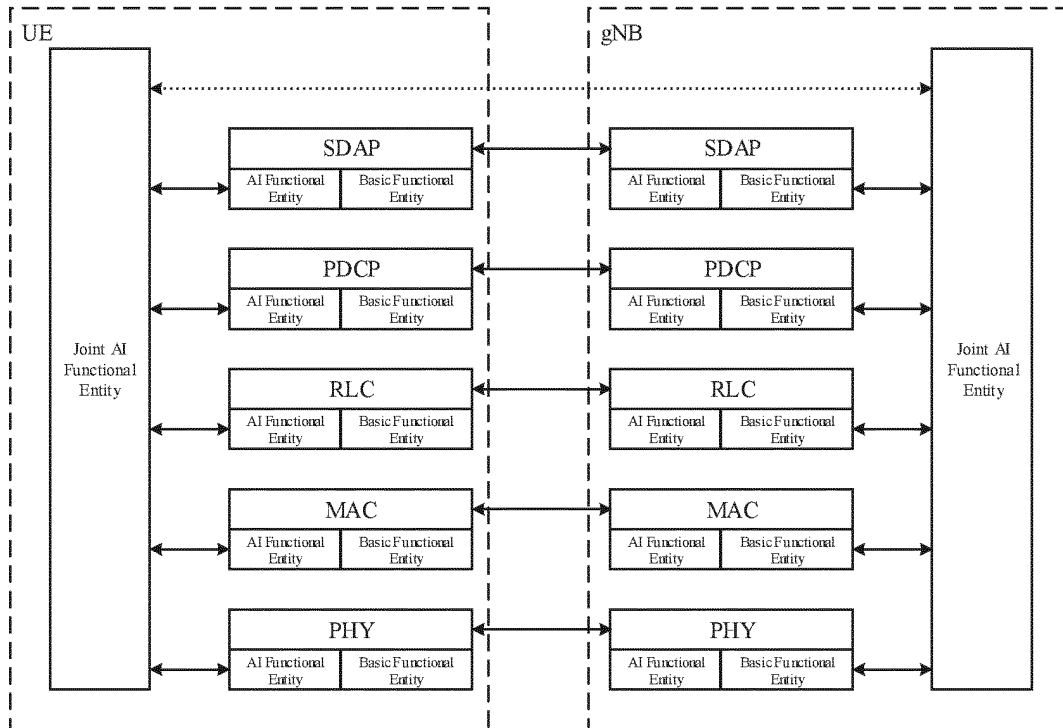 UE
gNB
SDAP
AI Functional
Entity
Basic Functional
Entity
SDAP
AI Functional
Entity
Basic Functional
Entity
PDCP
AI Functional
Entity
Basic Functional
Entity
PDCP
AI Functional
Entity
Basic Functional
Entity
Joint AI
Functional
Entity
Joint AI
Functional
Entity
RLC
AI Functional
Entity
Basic Functional
Entity
RLC
AI Functional
Entity
Basic Functional
Entity
MAC
AI Functional
Entity
Basic Functional
Entity
MAC
AI Functional
Entity
Basic Functional
Entity
PHY
AI Functional
Entity
Basic Functional
Entity
PHY
AI Functional
Entity
Basic Functional
Entity